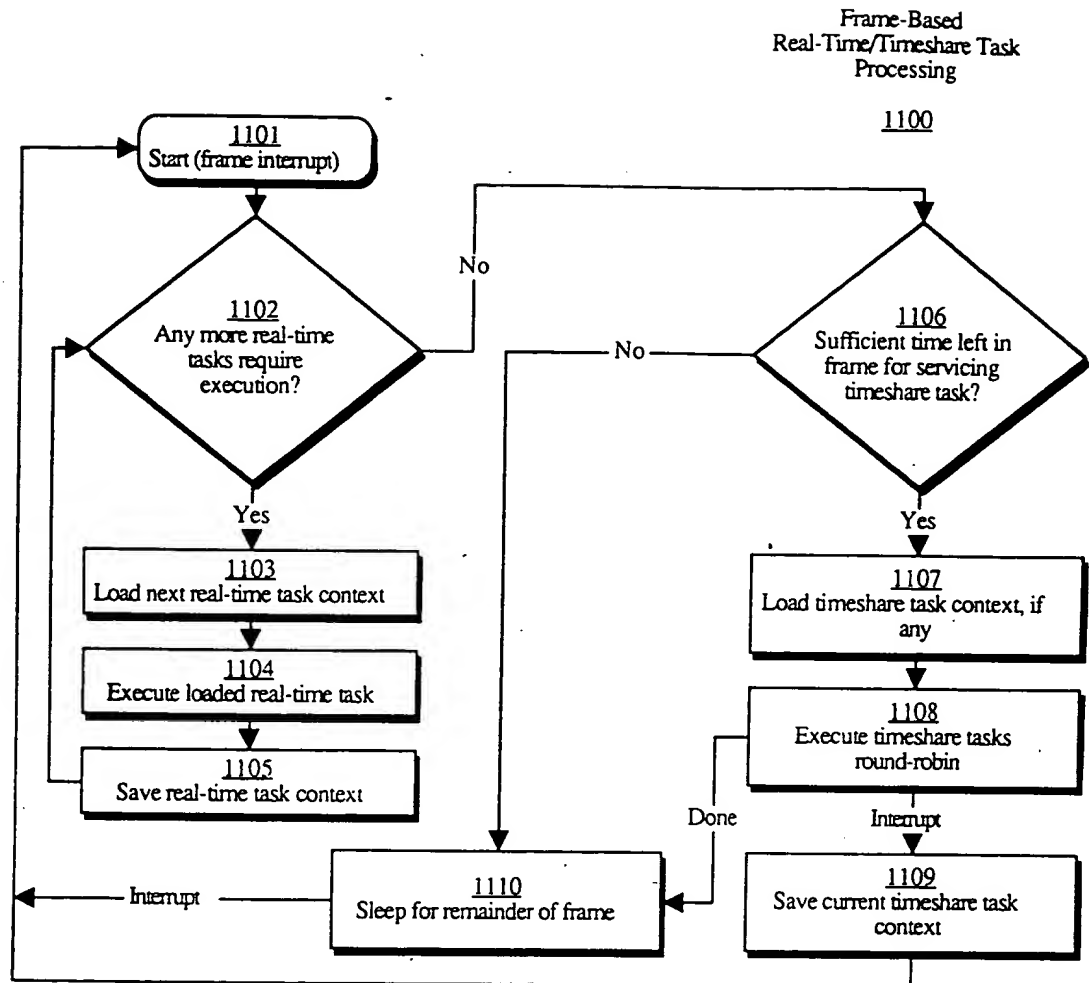 Frame-Based
Real-Time/Timeshare Task
Processing
1100
1101
Start (frame interrupt)
1102
Any more real-time
tasks require
execution?
No
Yes
1103
Load next real-time task context
1104
Execute loaded real-time task
1105
Save real-time task context
1106
Sufficient time left in
frame for servicing
timeshare task?
No
Yes
1107
Load timeshare task context, if
any
1108
Execute timeshare tasks
round-robin
Done
Interrupt
1109
Save current timeshare task
context
1110
Sleep for remainder of frame
Interrupt